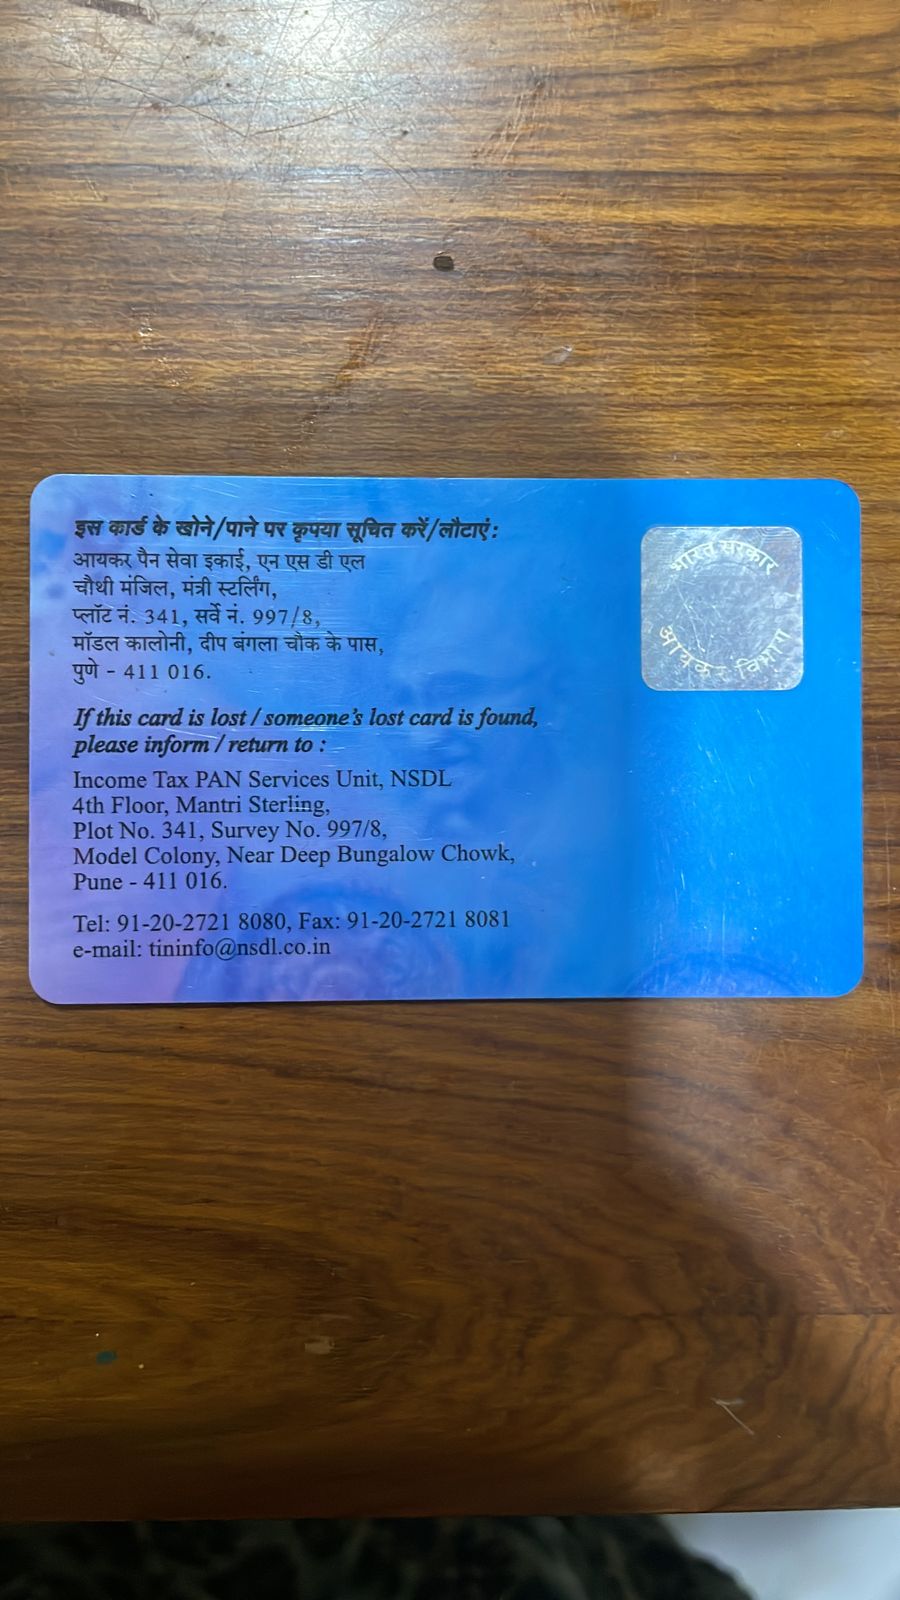 इस कार्ड के खोने/पाने पर कृपया सूचित करें/लौटाएं:
आयकर पैन सेवा इकाई, एन एस डी एल
चौथी मंजिल, मंत्री स्टर्लिंग,
प्लॉट नं. 341, सर्वे नं. 997/8,
मॉडल कालोनी, दीप बंगला चौक के पास,
पुणे - 411 016.
If this card is lost / someone's lost card is found,
please inform / return to :
Income Tax PAN Services Unit, NSDL
4th Floor, Mantri Sterling,
Plot No. 341, Survey No. 997/8,
Model Colony, Near Deep Bungalow Chowk,
Pune - 411 016.
Tel: 91-20-2721 8080, Fax: 91-20-2721 8081
e-mail: tininfo@nsdl.co.in
भारत सरकार
आयकर विभाग